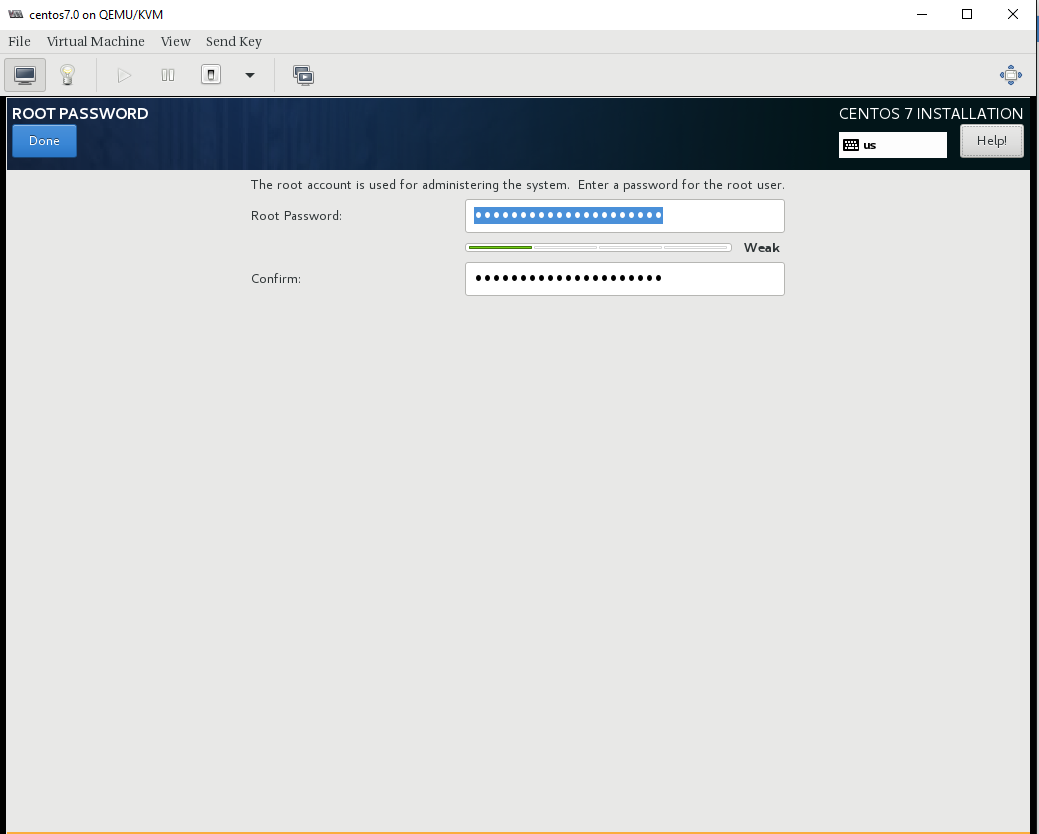 centos7.0 on QEMU/KVM
File Virtual Machine View Send Key
ROOT PASSWORD
CENTOS 7 INSTALLATION
Done
us
Help!
The root account is used for administering the system.  Enter a password for the root user.
Root Password:
•••••••••••••••••••••
Weak
Confirm:
•••••••••••••••••••••